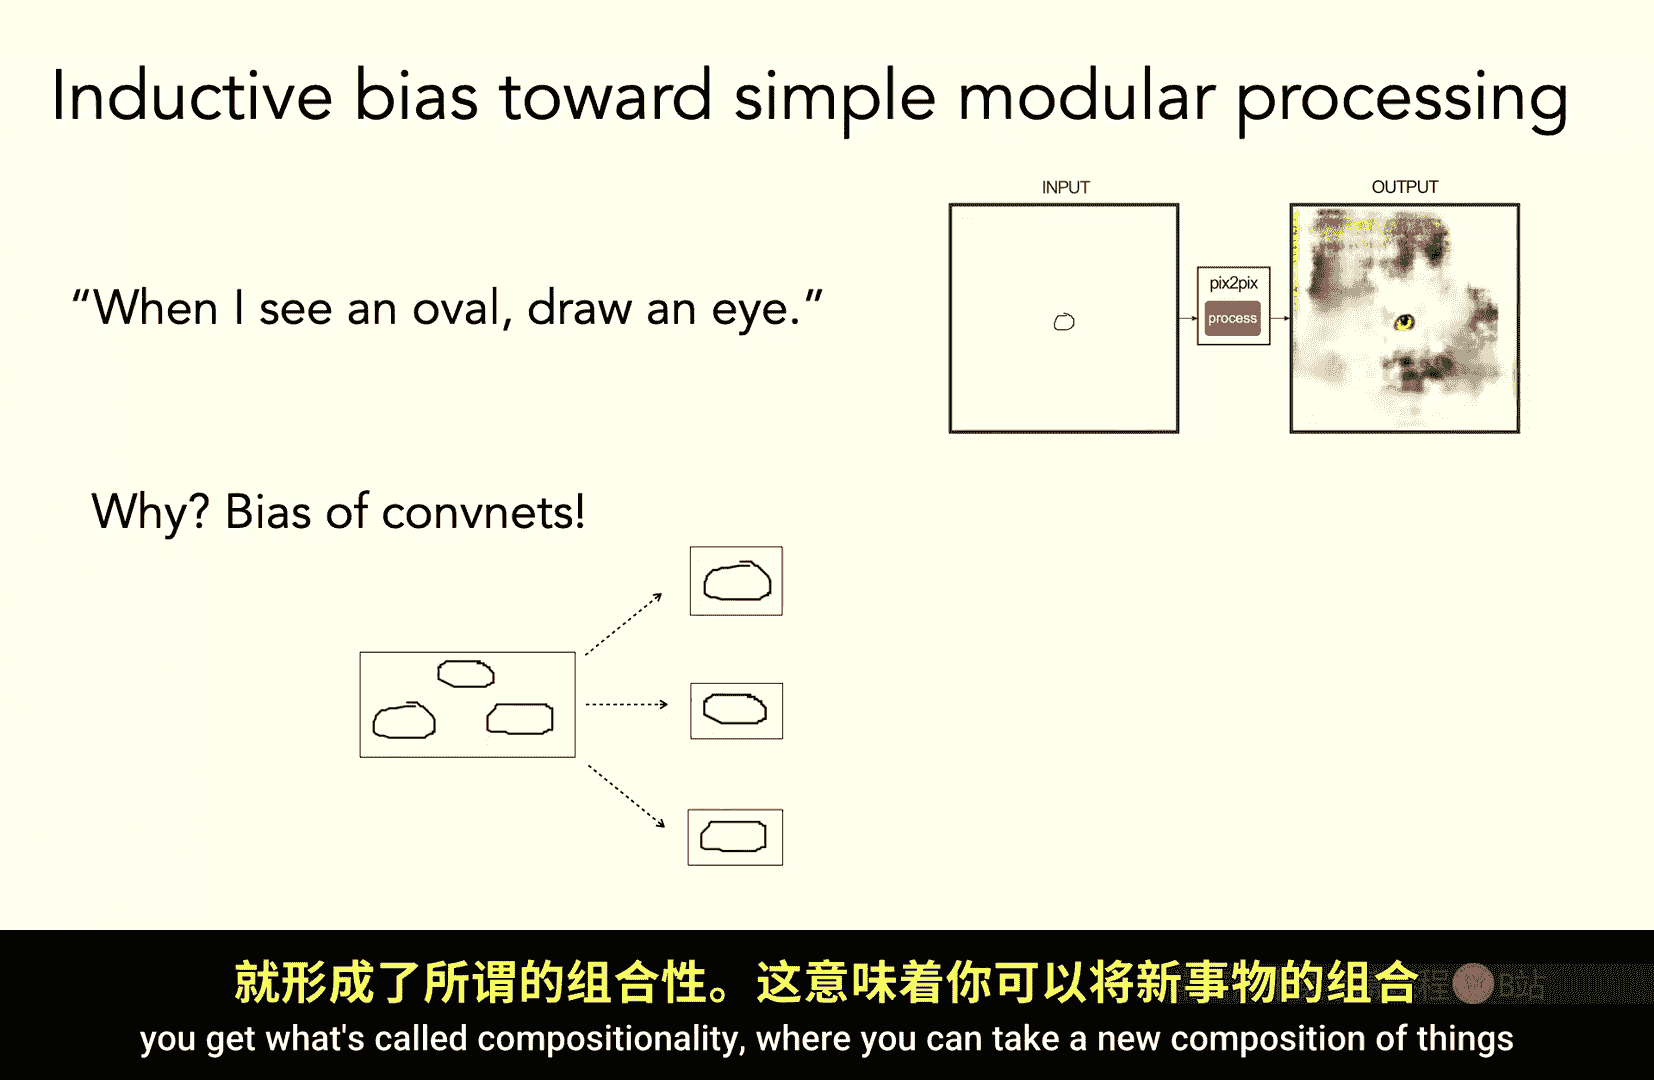 Inductive bias toward simple modular processing
INPUT
OUTPUT
“When I see an oval, draw an eye.”
pix2pix
process
Why? Bias of convnets!
就形成了所谓的组合性。这意味着你可以将新事物的组合
程 B站
you get what's called compositionality, where you can take a new composition of things